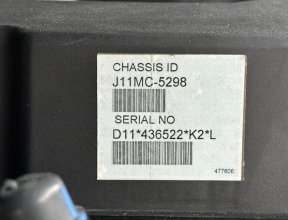 CHASSIS ID
J11MC-5298
SERIAL NO
D11*436522*K2*L
477606